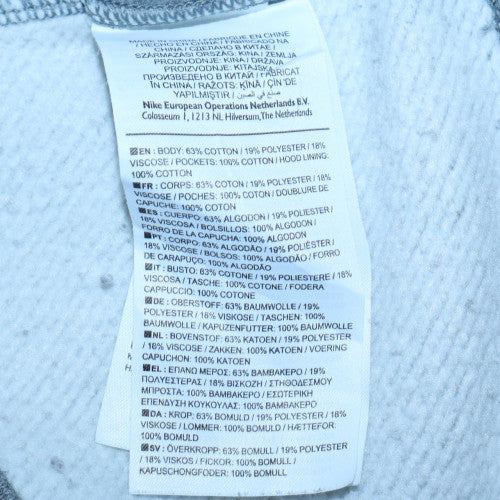 MADE IN CHINA / FABRIQUÉ EN CHINE
/ HECHO EN CHINA / FABRICADO NA
CHINA / СДЕЛАНО В КИТАЕ /
SZÁRMAZÁSI ORSZÁG: KÍNA / ZEMLJA
PROIZVODNJE: KINA / DRŽAVA
PROIZVODNJE: KITAJSKA
ПРОИЗВЕДЕНО В КИТАЙ / FABRICAT
ÎN CHINA / RAŽOTS: ĶĪNĀ / ÇİN'DE
YAPILMIŞTIR / صنع في الصين
Nike European Operations Netherlands B.V.
Colosseum 1, 1213 NL Hilversum, The Netherlands
EN : BODY: 63% COTTON / 19% POLYESTER / 18%
VISCOSE / POCKETS: 100% COTTON / HOOD LINING:
100% COTTON
FR : CORPS: 63% COTON / 19% POLYESTER / 18%
VISCOSE / POCHES: 100% COTON / DOUBLURE DE
CAPUCHE: 100% COTON
ES : CUERPO: 63% ALGODON / 19% POLIESTER /
18% VISCOSA / BOLSILLOS: 100% ALGODON /
FORRO DE LA CAPUCHA: 100% ALGODON
PT : CORPO: 63% ALGODÃO / 19% POLIÉSTER /
18% VISCOSE / BOLSOS: 100% ALGODÃO / FORRO
DE CARAPUÇO: 100% ALGODÃO
IT : BUSTO: 63% COTONE / 19% POLIESTERE / 18%
VISCOSA / TASCHE: 100% COTONE / FODERA
CAPPUCCIO: 100% COTONE
DE : OBERSTOFF: 63% BAUMWOLLE / 19%
POLYESTER / 18% VISKOSE / TASCHEN: 100%
BAUMWOLLE / KAPUZENFUTTER: 100% BAUMWOLLE
NL : BOVENSTOF: 63% KATOEN / 19% POLYESTER
/ 18% VISCOSE / ZAKKEN: 100% KATOEN / VOERING
CAPUCHON: 100% KATOEN
EL : ΕΠΑΝΩ ΜΕΡΟΣ: 63% ΒΑΜΒΑΚΕΡΟ / 19%
ΠΟΛΥΕΣΤΕΡΑΣ / 18% ΒΙΣΚΟΖΗ / ΣΤΗΘΟΔΕΣΜΟΥ
ΜΠΡΟΣΤΑ: 100% ΒΑΜΒΑΚΕΡΟ / ΕΣΩΤΕΡΙΚΗ
ΕΠΕΝΔΥΣΗ ΚΟΥΚΟΥΛΑΣ: 100% ΒΑΜΒΑΚΕΡΟ
DA : KROP: 63% BOMULD / 19% POLYESTER / 18%
VISKOSE / LOMMER: 100% BOMULD / HÆTTEFOR:
100% BOMULD
SV : ÖVERKROPP: 63% BOMULL / 19% POLYESTER
/ 18% VISKOS / FICKOR: 100% BOMULL /
KAPUSCHONGFODER: 100% BOMULL